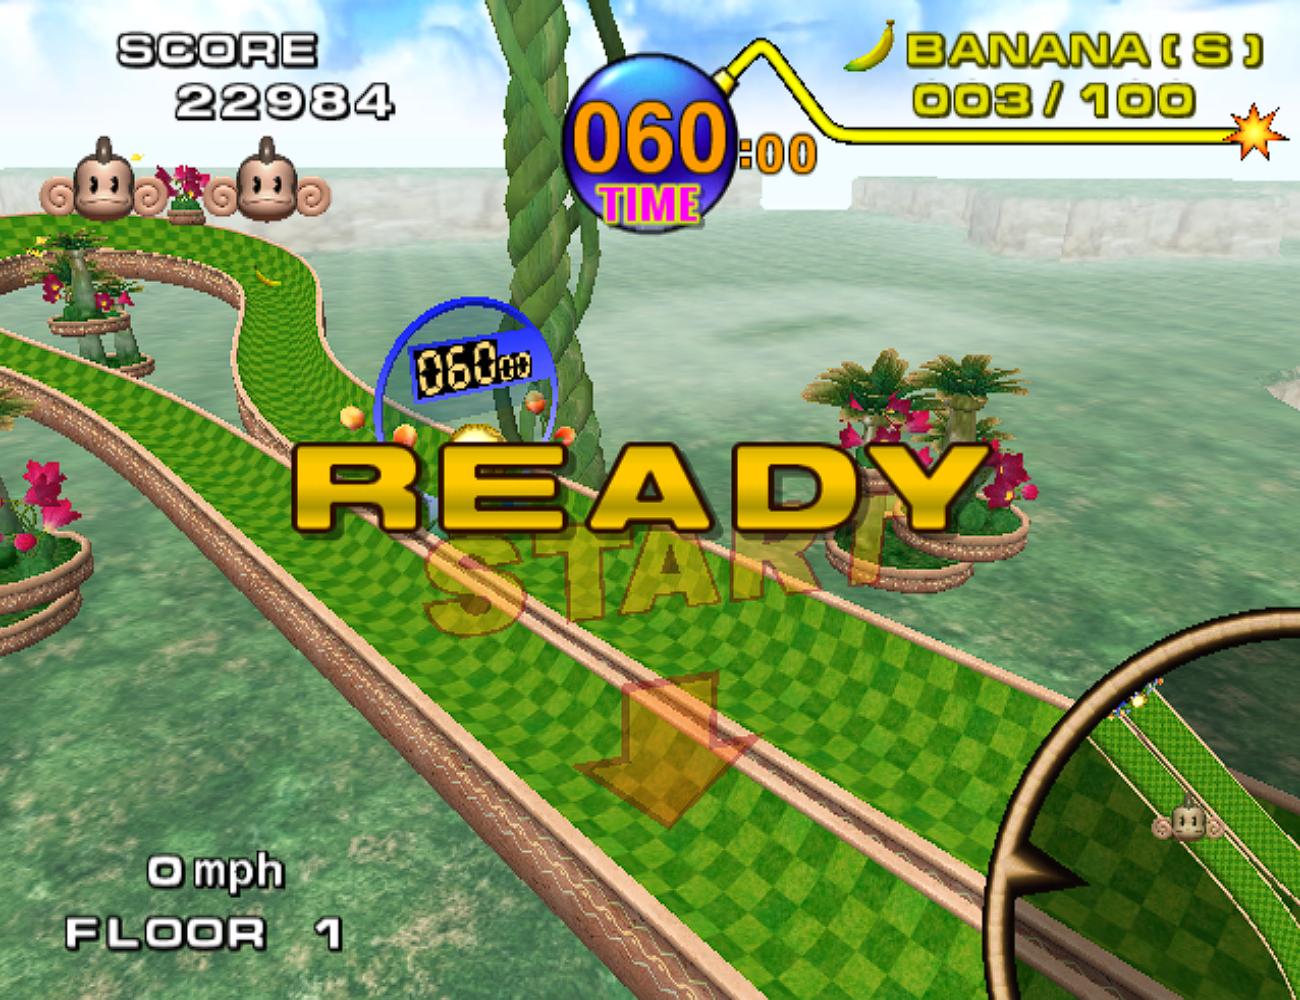 SCORE
22984
060:00
TIME
BANANA(S)
003/100
060 00
READY
START
0 mph
FLOOR 1